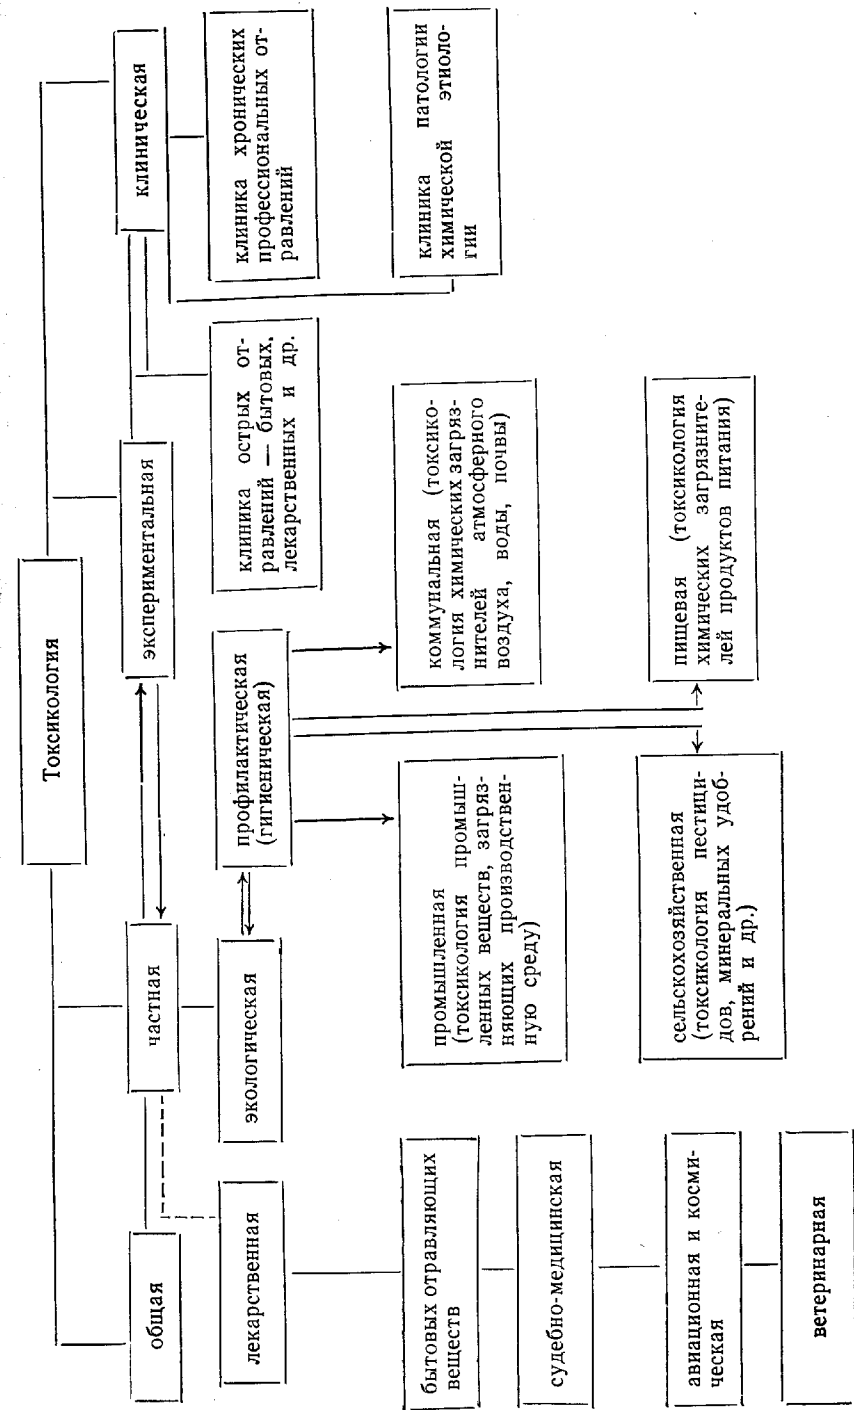 Токсикология
общая
частная
экспериментальная
клиническая
лекарственная
экологическая
профилактическая
(гигиеническая)
клиника острых от-
равлений — бытовых,
лекарственных и др.
клиника хронических
профессиональных от-
равлений
бытовых отравляющих
веществ
промышленная
(токсикология промыш-
ленных веществ, загряз-
няющих производствен-
ную среду)
коммунальная (токсико-
логия химических загряз-
нителей атмосферного
воздуха, воды, почвы)
клиника патологии
химической этиоло-
гии
судебно-медицинская
авиационная и косми-
ческая
сельскохозяйственная
(токсикология пестици-
дов, минеральных удоб-
рений и др.)
пищевая (токсикология
химических загрязните-
лей продуктов питания)
ветеринарная